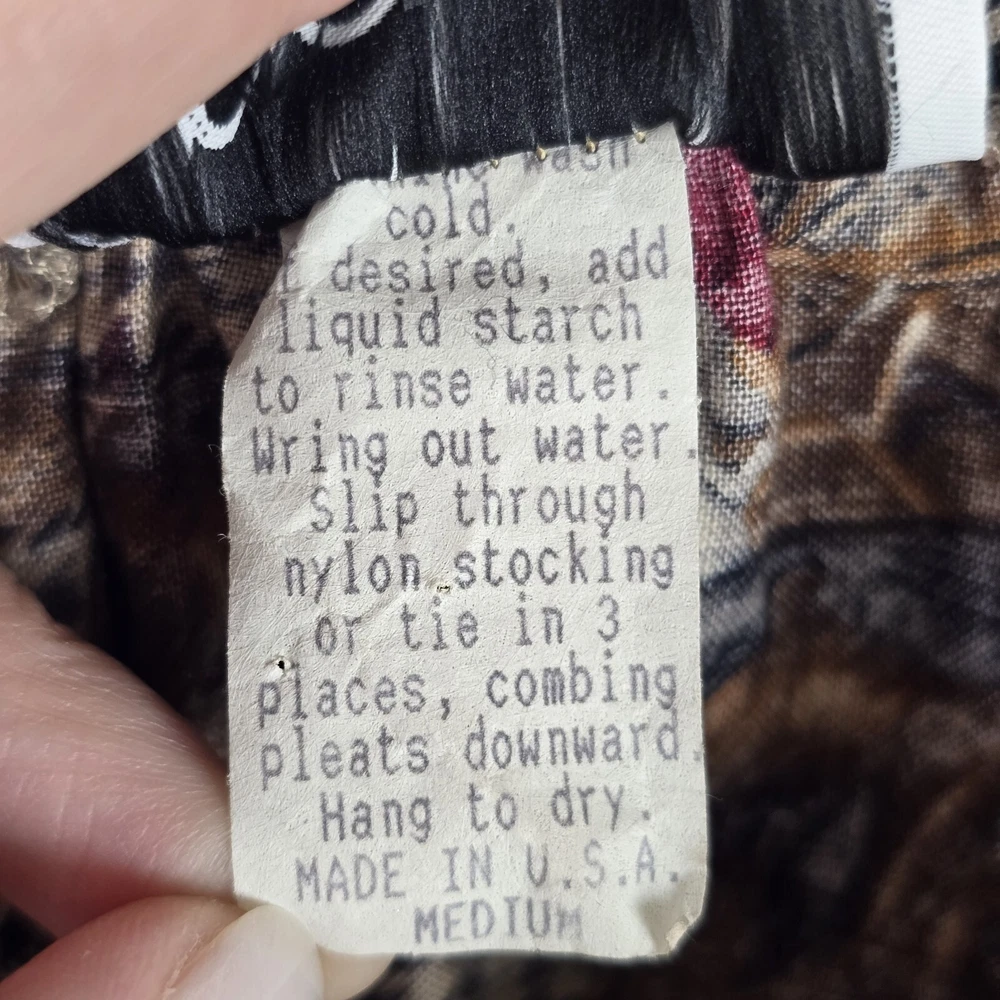 wash
cold.
desired, add
liquid starch
to rinse water.
Wring out water.
Slip through
nylon stocking
or tie in 3
places, combing
pleats downward.
Hang to dry.
MADE IN U.S.A.
MEDIUM